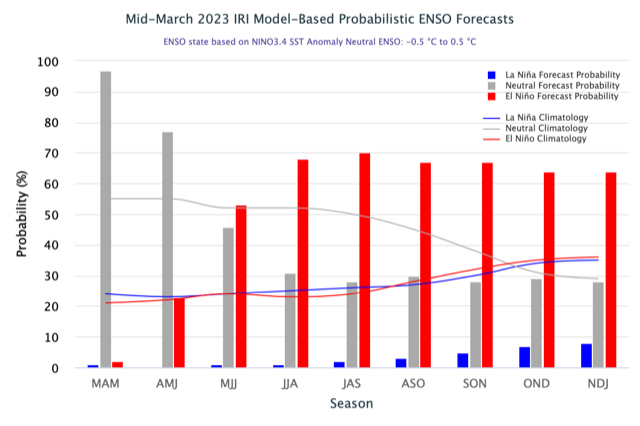 Mid-March 2023 IRI Model-Based Probabilistic ENSO Forecasts
ENSO state based on NINO3.4 SST Anomaly Neutral ENSO: -0.5 °C to 0.5 °C
La Niña Forecast Probability
Neutral Forecast Probability
El Niño Forecast Probability
La Niña Climatology
Neutral Climatology
El Niño Climatology
Probability (%)
100
90
80
70
60
50
40
30
20
10
0
MAM AMJ MJJ JJA JAS ASO SON OND NDJ
Season